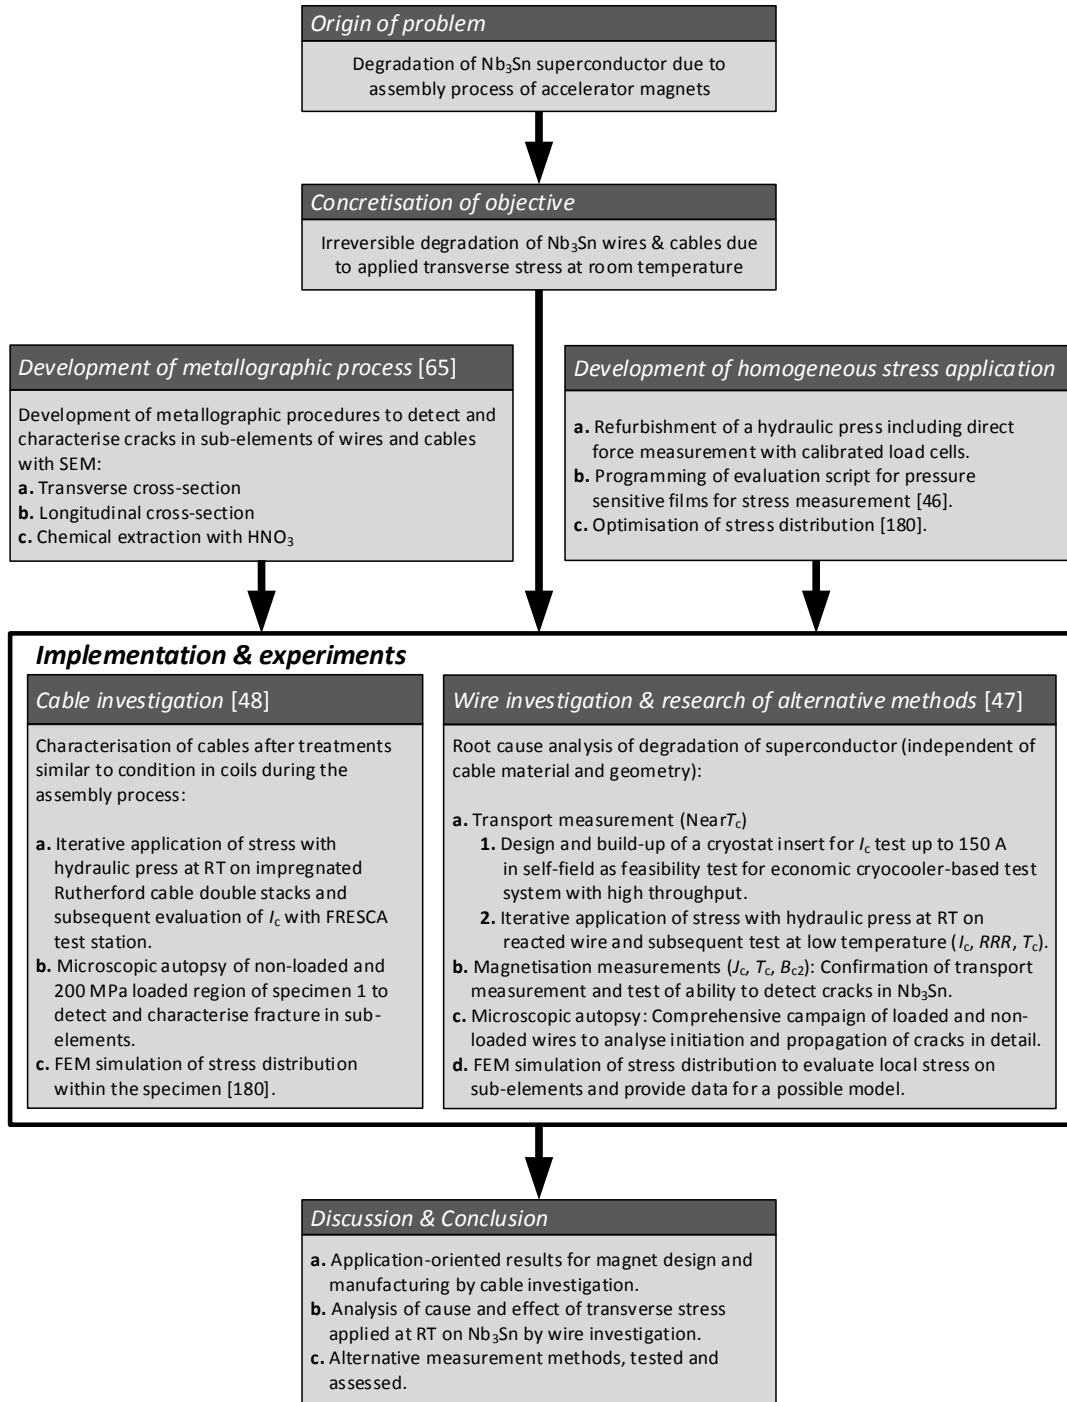 Origin of problem
Degradation of Nb₃Sn superconductor due to
assembly process of accelerator magnets
Concretisation of objective
Irreversible degradation of Nb₃Sn wires & cables due
to applied transverse stress at room temperature
Development of metallographic process [65]
Development of metallographic procedures to detect and
characterise cracks in sub-elements of wires and cables
with SEM:
a. Transverse cross-section
b. Longitudinal cross-section
c. Chemical extraction with HNO₃
Development of homogeneous stress application
a. Refurbishment of a hydraulic press including direct
force measurement with calibrated load cells.
b. Programming of evaluation script for pressure
sensitive films for stress measurement [46].
c. Optimisation of stress distribution [180].
Implementation & experiments
Cable investigation [48]
Characterisation of cables after treatments
similar to condition in coils during the
assembly process:
a. Iterative application of stress with
hydraulic press at RT on impregnated
Rutherford cable double stacks and
subsequent evaluation of I_c with FRESCA
test station.
b. Microscopic autopsy of non-loaded and
200 MPa loaded region of specimen 1 to
detect and characterise fracture in sub-
elements.
c. FEM simulation of stress distribution
within the specimen [180].
Wire investigation & research of alternative methods [47]
Root cause analysis of degradation of superconductor (independent of
cable material and geometry):
a. Transport measurement (NearT_c)
1. Design and build-up of a cryostat insert for I_c test up to 150 A
in self-field as feasibility test for economic cryocooler-based test
system with high throughput.
2. Iterative application of stress with hydraulic press at RT on
reacted wire and subsequent test at low temperature (I_c, RRR, T_c).
b. Magnetisation measurements (J_c, T_c, B_c2): Confirmation of transport
measurement and test of ability to detect cracks in Nb₃Sn.
c. Microscopic autopsy: Comprehensive campaign of loaded and non-
loaded wires to analyse initiation and propagation of cracks in detail.
d. FEM simulation of stress distribution to evaluate local stress on
sub-elements and provide data for a possible model.
Discussion & Conclusion
a. Application-oriented results for magnet design and
manufacturing by cable investigation.
b. Analysis of cause and effect of transverse stress
applied at RT on Nb₃Sn by wire investigation.
c. Alternative measurement methods, tested and
assessed.